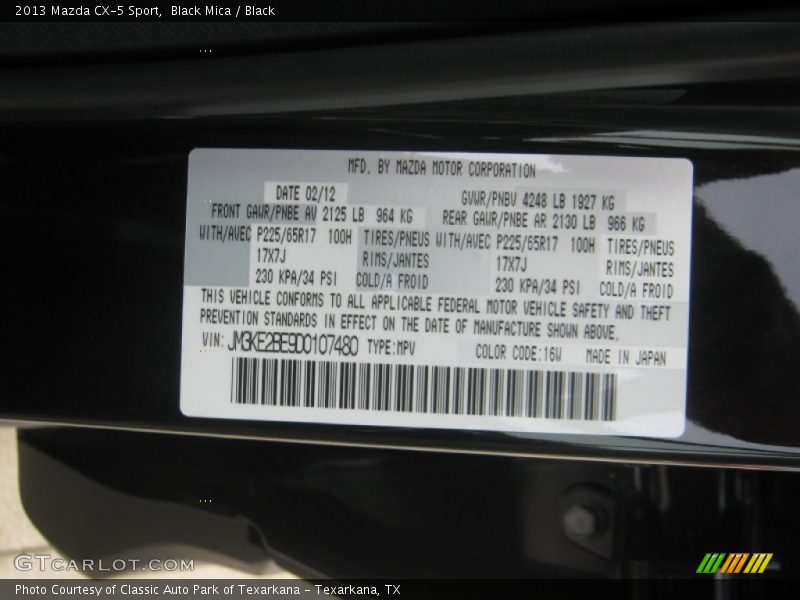 2013 Mazda CX-5 Sport,  Black Mica / Black
MFD. BY MAZDA MOTOR CORPORATION
DATE 02/12 GVWR/PNBV 4248 LB 1927 KG
FRONT GAWR/PNBE AV 2125 LB 964 KG REAR GAWR/PNBE AR 2130 LB 966 KG
WITH/AVEC P225/65R17 100H TIRES/PNEUS WITH/AVEC P225/65R17 100H TIRES/PNEUS
17X7J RIMS/JANTES 17X7J RIMS/JANTES
230 KPA/34 PSI COLD/A FROID 230 KPA/34 PSI COLD/A FROID
THIS VEHICLE CONFORMS TO ALL APPLICABLE FEDERAL MOTOR VEHICLE SAFETY AND THEFT
PREVENTION STANDARDS IN EFFECT ON THE DATE OF MANUFACTURE SHOWN ABOVE.
VIN: JM3KE2BE9D0107480 TYPE:MPV COLOR CODE:16W MADE IN JAPAN
GTCARLOT.COM
Photo Courtesy of Classic Auto Park of Texarkana - Texarkana, TX